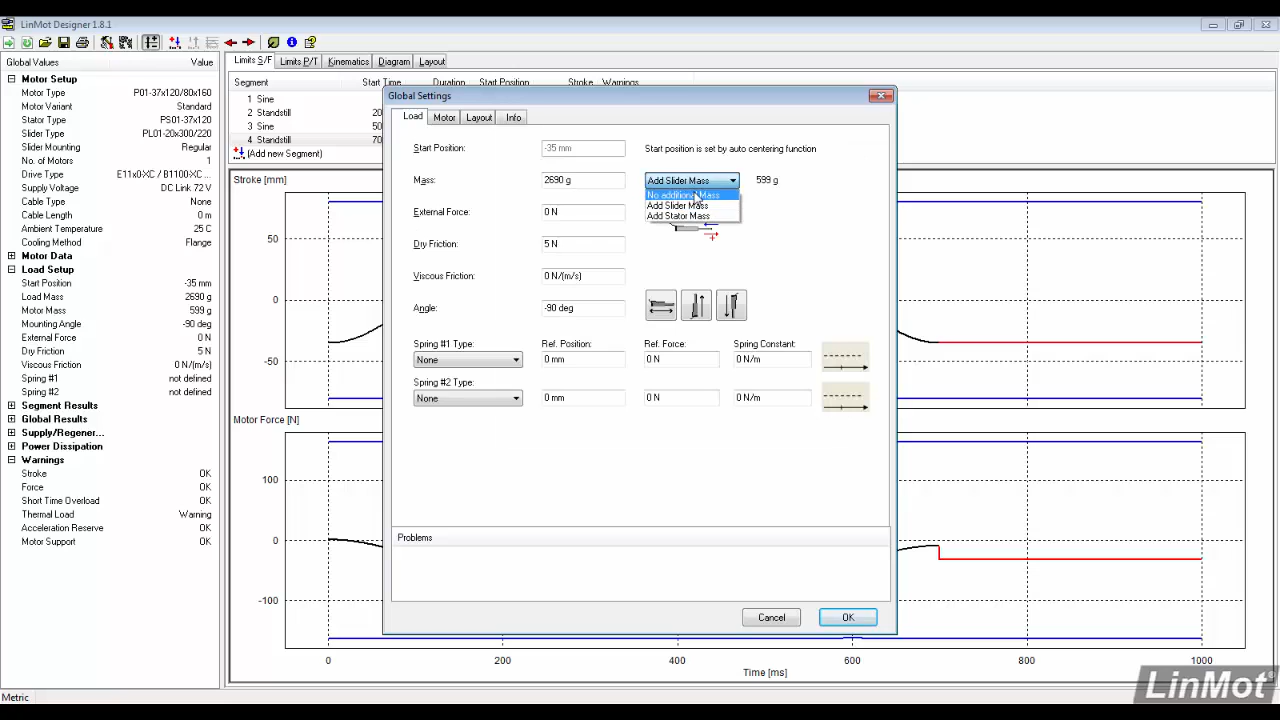 LinMot Designer 1.8.1
Global Values Value
Motor Setup
Motor Type P01-37x120/80x160
Motor Variant Standard
Stator Type PS01-37x120
Slider Type PL01-20x300/220
Slider Mounting Regular
No. of Motors 1
Drive Type E11x0-XC / B1100-XC ...
Supply Voltage DC Link 72 V
Cable Type None
Cable Length 0 m
Ambient Temperature 25 C
Cooling Method Flange
Motor Data
Load Setup
Start Position -35 mm
Load Mass 2690 g
Motor Mass 599 g
Mounting Angle -90 deg
External Force 0 N
Dry Friction 5 N
Viscous Friction 0 N/(m/s)
Spring #1 not defined
Spring #2 not defined
Segment Results
Global Results
Supply/Regener...
Power Dissipation
Warnings
Stroke OK
Force OK
Short Time Overload OK
Thermal Load Warning
Acceleration Reserve OK
Motor Support OK
Metric
Limits S/F Limits P/T Kinematics Diagram Layout
Segment Start Time Duration Start Position Stroke Warnings
1 Sine
2 Standstill 20
3 Sine 50
4 Standstill 70
(Add new Segment)
Stroke [mm]
50
0
-50
Motor Force [N]
100
0
-100
0 200 400 600 800 1000
Time [ms]
Global Settings
Load Motor Layout Info
Start Position: -35 mm Start position is set by auto centering function
Mass: 2690 g Add Slider Mass 599 g
No additional Mass
Add Slider Mass
Add Stator Mass
External Force: 0 N
Dry Friction: 5 N
Viscous Friction: 0 N/(m/s)
Angle: -90 deg
Spring #1 Type: Ref. Position: Ref. Force: Spring Constant:
None 0 mm 0 N 0 N/m
Spring #2 Type:
None 0 mm 0 N 0 N/m
Problems
Cancel OK
LinMot®